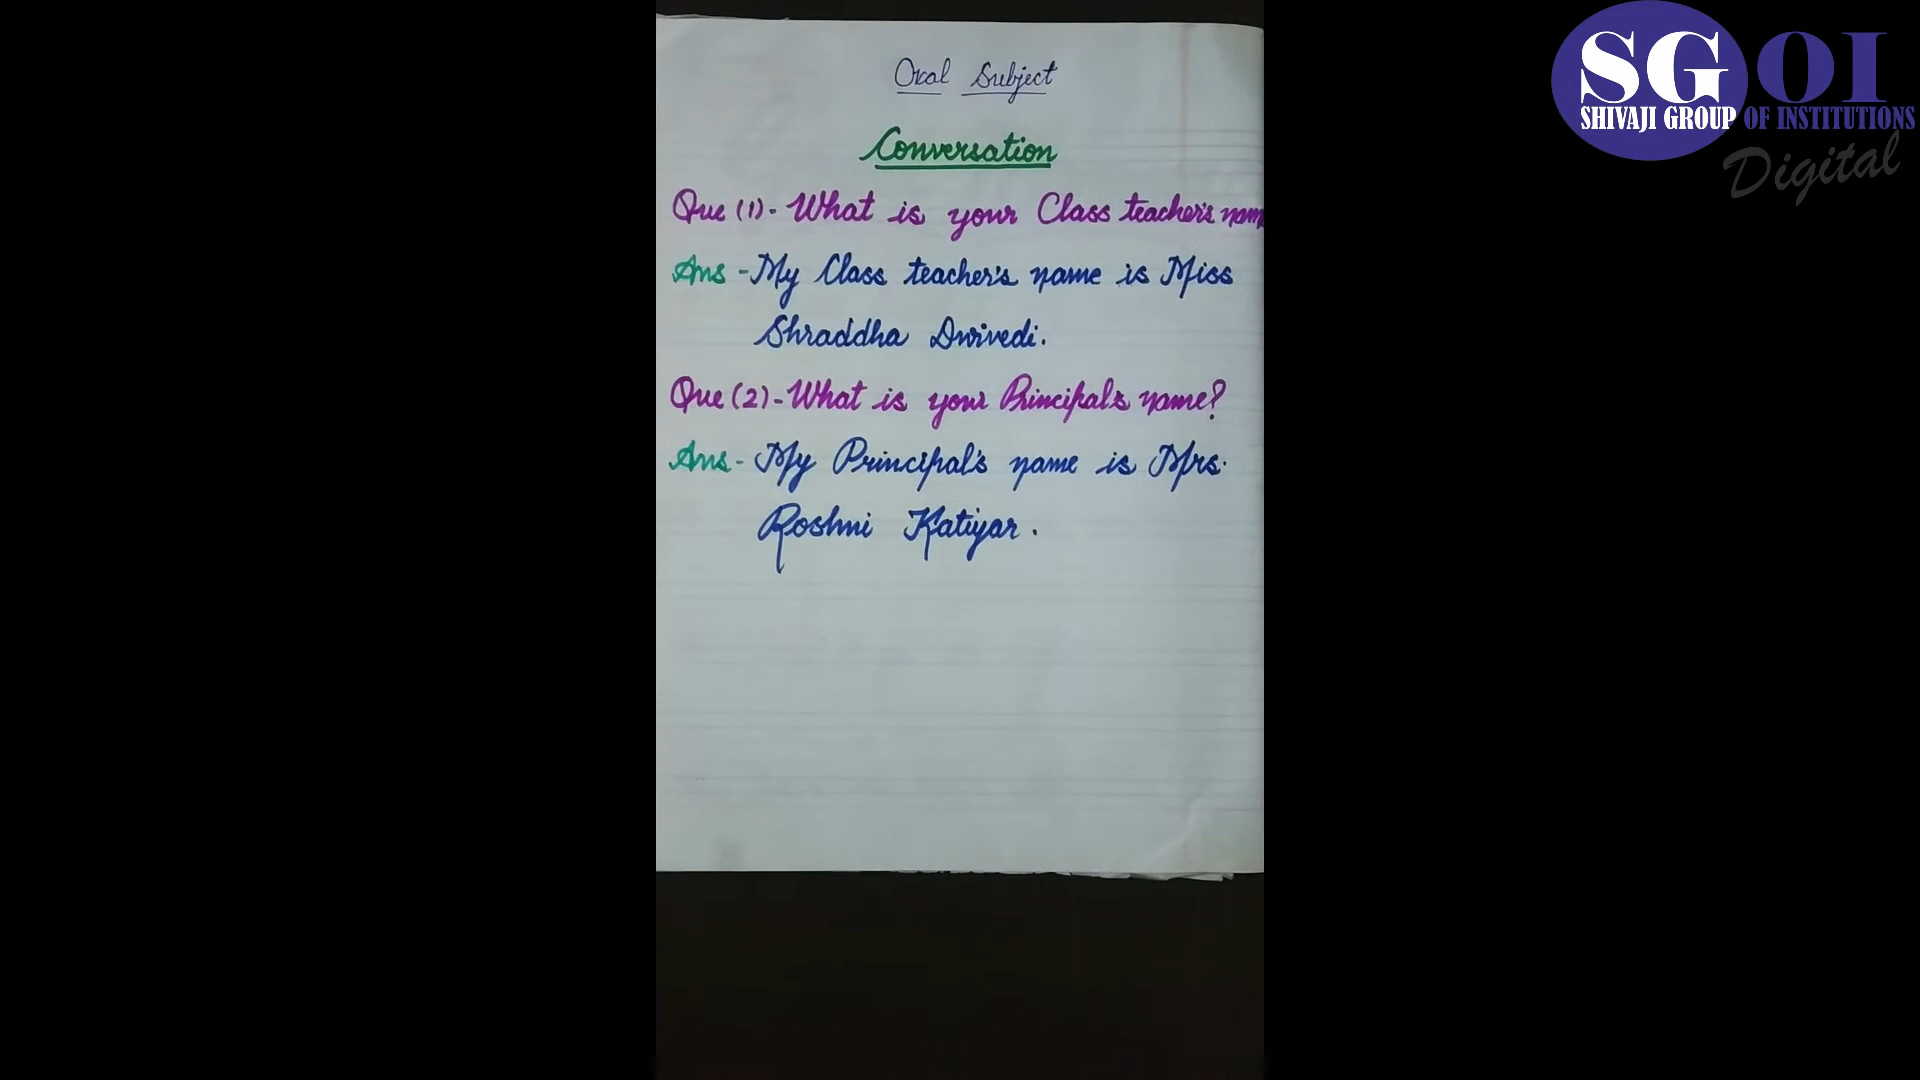 Oral Subject
Conversation
Que (1)- What is your Class teacher's nam
Ans - My Class teacher's name is Miss
Shraddha Dwivedi.
Que (2)- What is your Principal's name?
Ans- My Principal's name is Mrs.
Roshni Katiyar.
SGOI
SHIVAJI GROUP OF INSTITUTIONS
Digital